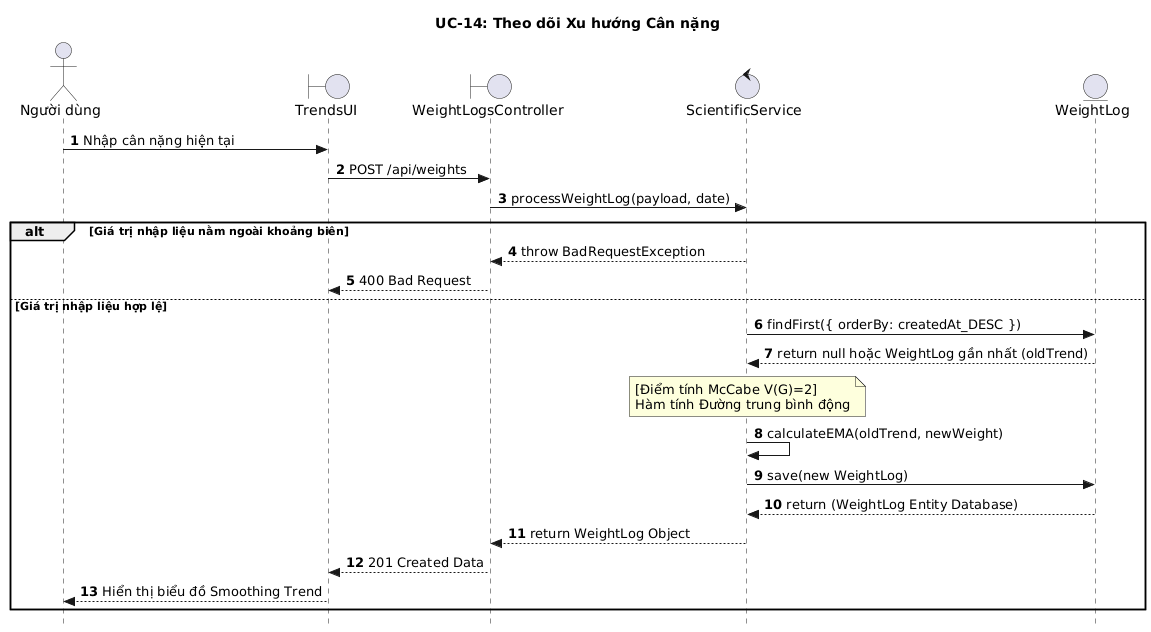 UC-14: Theo dõi Xu hướng Cân nặng
Người dùng
TrendsUI
WeightLogsController
ScientificService
WeightLog
1 Nhập cân nặng hiện tại
2 POST /api/weights
3 processWeightLog(payload, date)
alt [Giá trị nhập liệu nằm ngoài khoảng biên]
4 throw BadRequestException
5 400 Bad Request
[Giá trị nhập liệu hợp lệ]
6 findFirst({ orderBy: createdAt_DESC })
7 return null hoặc WeightLog gần nhất (oldTrend)
[Điểm tính McCabe V(G)=2]
Hàm tính Đường trung bình động
8 calculateEMA(oldTrend, newWeight)
9 save(new WeightLog)
10 return (WeightLog Entity Database)
11 return WeightLog Object
12 201 Created Data
13 Hiển thị biểu đồ Smoothing Trend